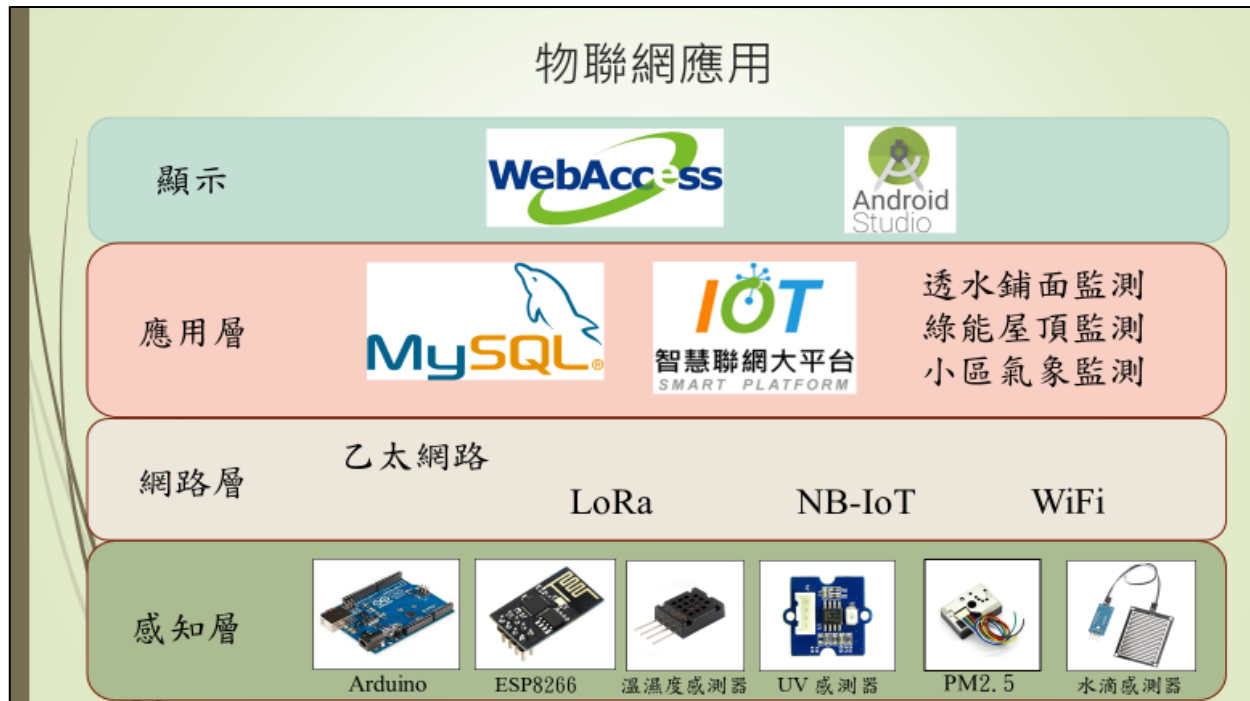 物聯網應用
顯示
WebAccess
Android
Studio
應用層
MySQL®
IOT
智慧聯網大平台
SMART PLATFORM
透水鋪面監測
綠能屋頂監測
小區氣象監測
網路層
乙太網路
LoRa
NB-IoT
WiFi
感知層
Arduino
ESP8266
溫濕度感測器
UV 感測器
PM2.5
水滴感測器